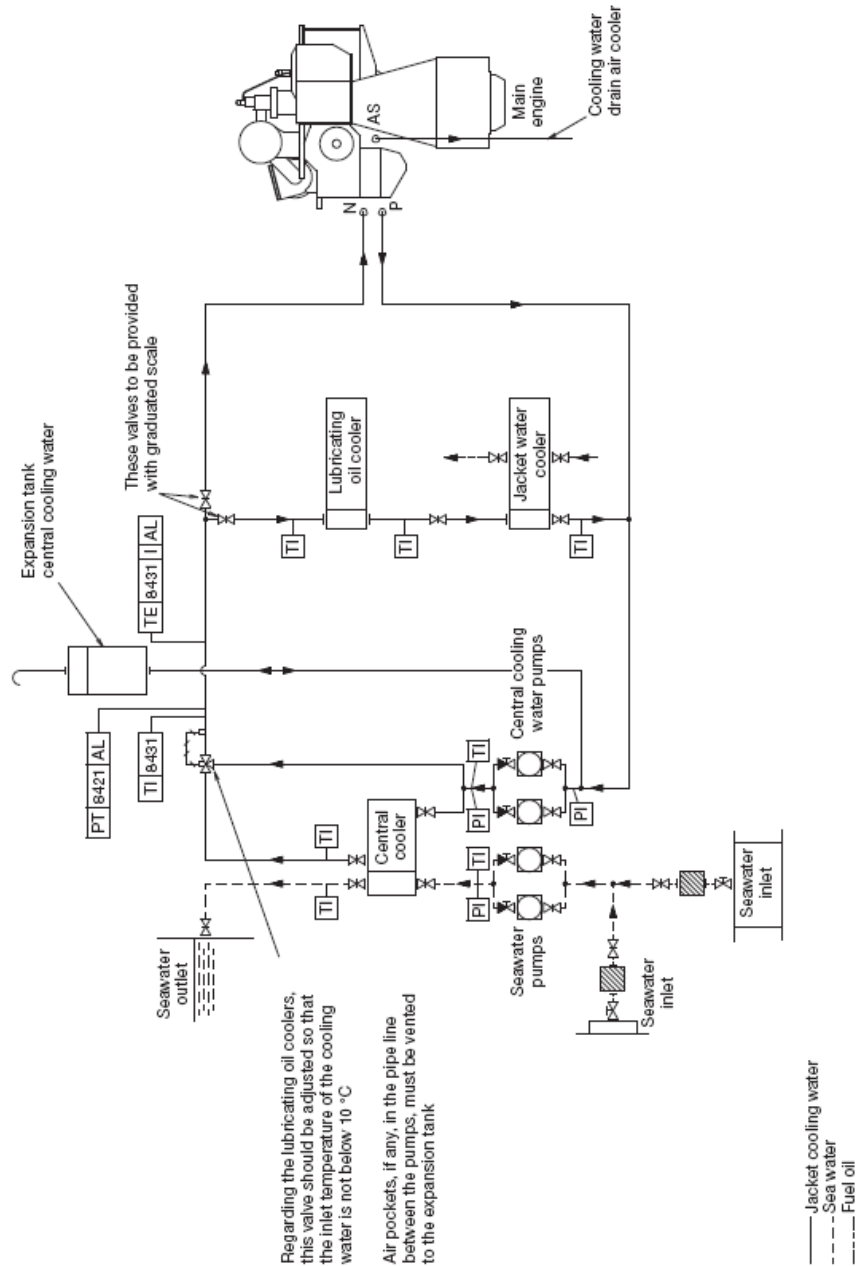 Expansion tank
central cooling water
PT 8421 AL
TI 8431
TE 8431 I AL
These valves to be provided
with graduated scale
N
P
AS
Main
engine
Cooling water
drain air cooler
Seawater
outlet
TI
TI
Central
cooler
TI
Lubricating
oil cooler
TI
Jacket water
cooler
TI
Regarding the lubricating oil coolers,
this valve should be adjusted so that
the inlet temperature of the cooling
water is not below 10 °C
Air pockets, if any, in the pipe line
between the pumps, must be vented
to the expansion tank
PI
TI
Seawater
pumps
PI
TI
Central cooling
water pumps
PI
Seawater
inlet
Seawater
inlet
Jacket cooling water
Sea water
Fuel oil